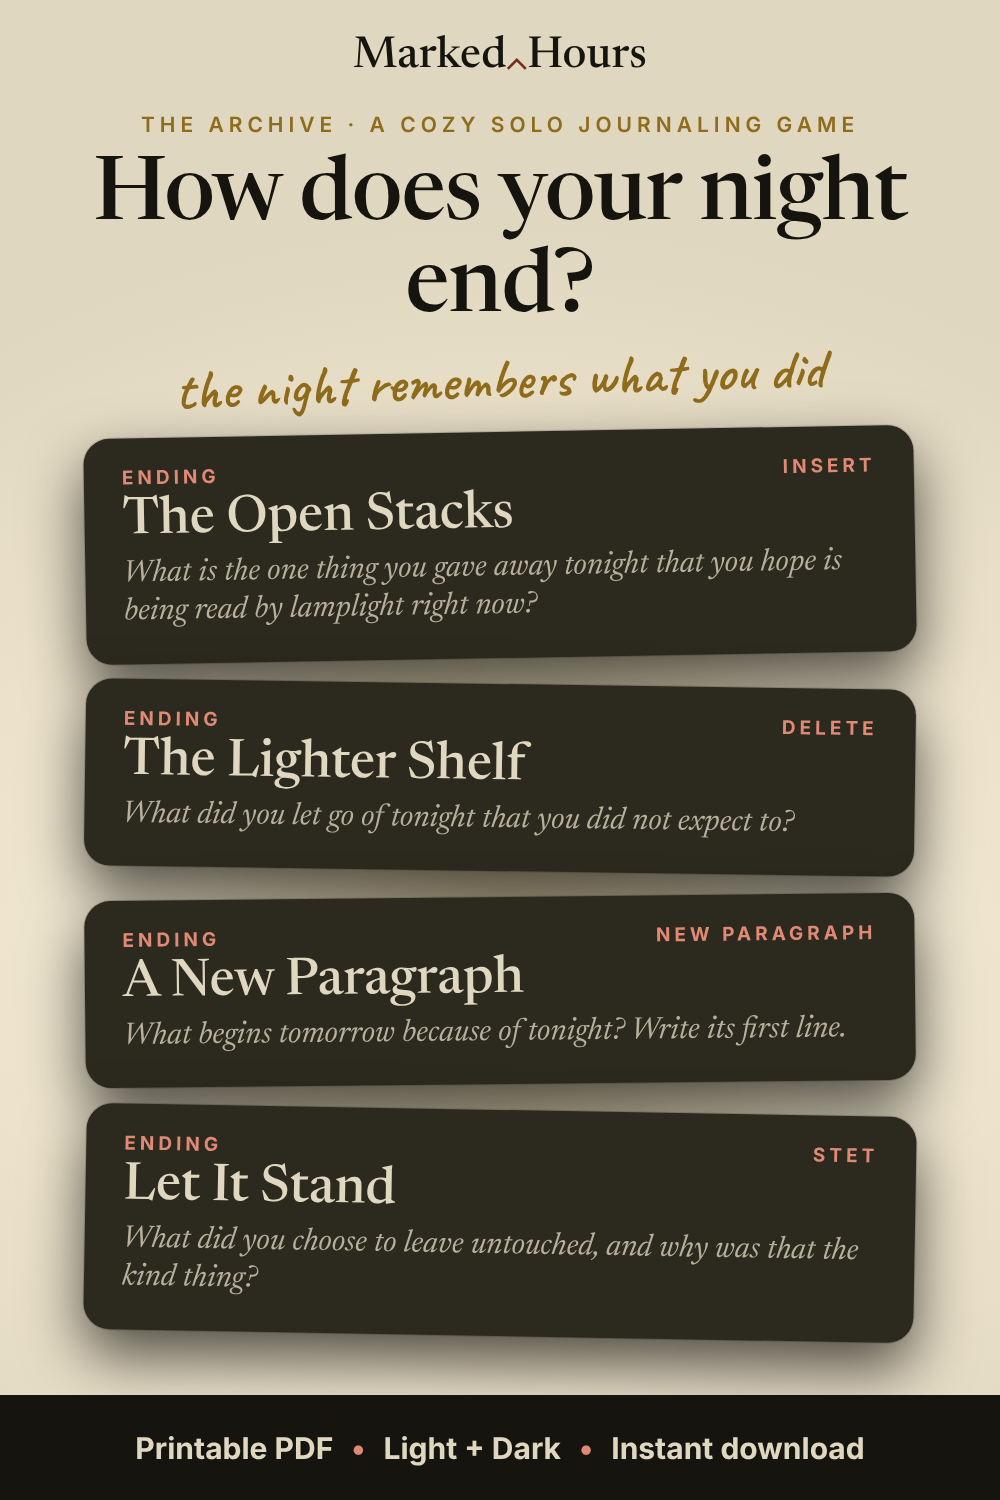 Marked‸Hours
THE ARCHIVE · A COZY SOLO JOURNALING GAME
How does your night
end?
the night remembers what you did
ENDING
INSERT
The Open Stacks
What is the one thing you gave away tonight that you hope is
being read by lamplight right now?
ENDING
DELETE
The Lighter Shelf
What did you let go of tonight that you did not expect to?
ENDING
NEW PARAGRAPH
A New Paragraph
What begins tomorrow because of tonight? Write its first line.
ENDING
STET
Let It Stand
What did you choose to leave untouched, and why was that the
kind thing?
Printable PDF • Light + Dark • Instant download